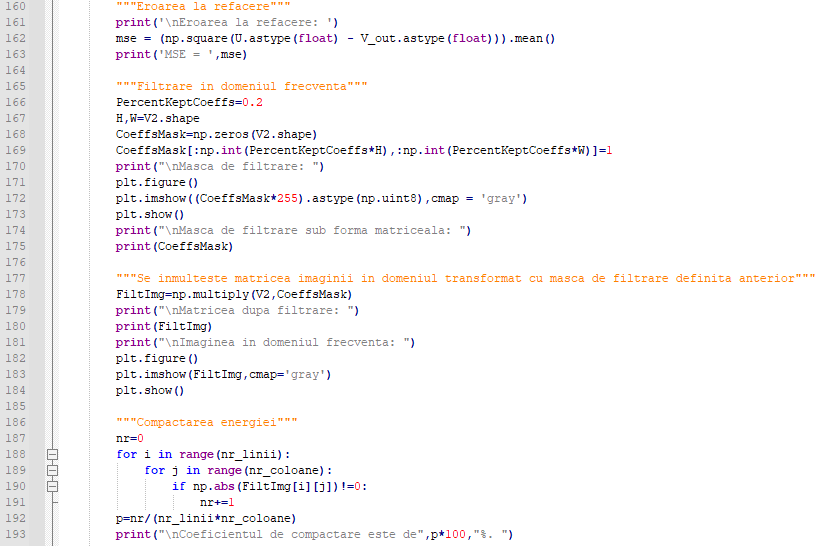 160 """Eroarea la refacere"""
161 print('\nEroarea la refacere: ')
162 mse = (np.square(U.astype(float) - V_out.astype(float))).mean()
163 print('MSE = ',mse)
164
165 """Filtrare in domeniul frecventa"""
166 PercentKeptCoeffs=0.2
167 H,W=V2.shape
168 CoeffsMask=np.zeros(V2.shape)
169 CoeffsMask[:np.int(PercentKeptCoeffs*H),:np.int(PercentKeptCoeffs*W)]=1
170 print("\nMasca de filtrare: ")
171 plt.figure()
172 plt.imshow((CoeffsMask*255).astype(np.uint8),cmap = 'gray')
173 plt.show()
174 print("\nMasca de filtrare sub forma matriceala: ")
175 print(CoeffsMask)
176
177 """Se inmulteste matricea imaginii in domeniul transformat cu masca de filtrare definita anterior"""
178 FiltImg=np.multiply(V2,CoeffsMask)
179 print("\nMatricea dupa filtrare: ")
180 print(FiltImg)
181 print("\nImaginea in domeniul frecventa: ")
182 plt.figure()
183 plt.imshow(FiltImg,cmap='gray')
184 plt.show()
185
186 """Compactarea energiei"""
187 nr=0
188 for i in range(nr_linii):
189 for j in range(nr_coloane):
190 if np.abs(FiltImg[i][j])!=0:
191 nr+=1
192 p=nr/(nr_linii*nr_coloane)
193 print("\nCoeficientul de compactare este de",p*100,"%. ")